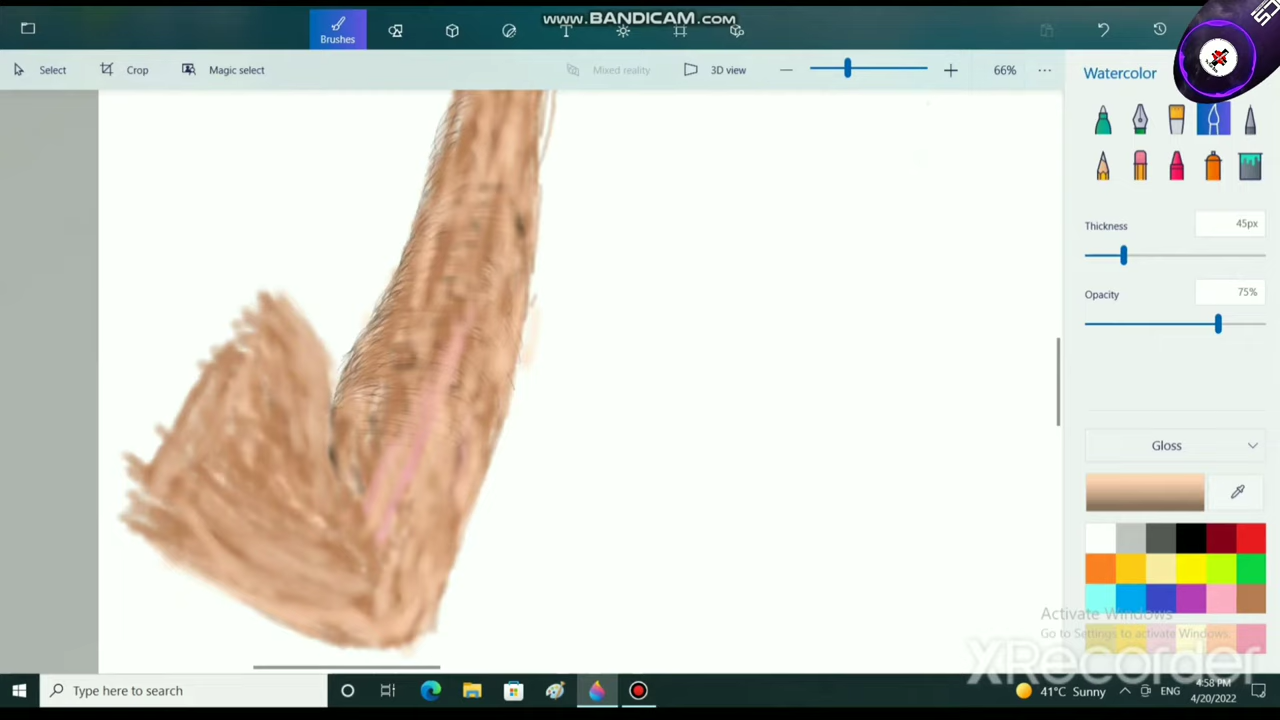 www.BANDICAM.com
Brushes
T
Select
Crop
Magic select
Mixed reality
3D view
66%
Watercolor
Thickness
45px
Opacity
75%
Gloss
Activate Windows
Go to Settings to activate Windows.
XRecorder
Type here to search
41°C Sunny
ENG
4:58 PM
4/20/2022